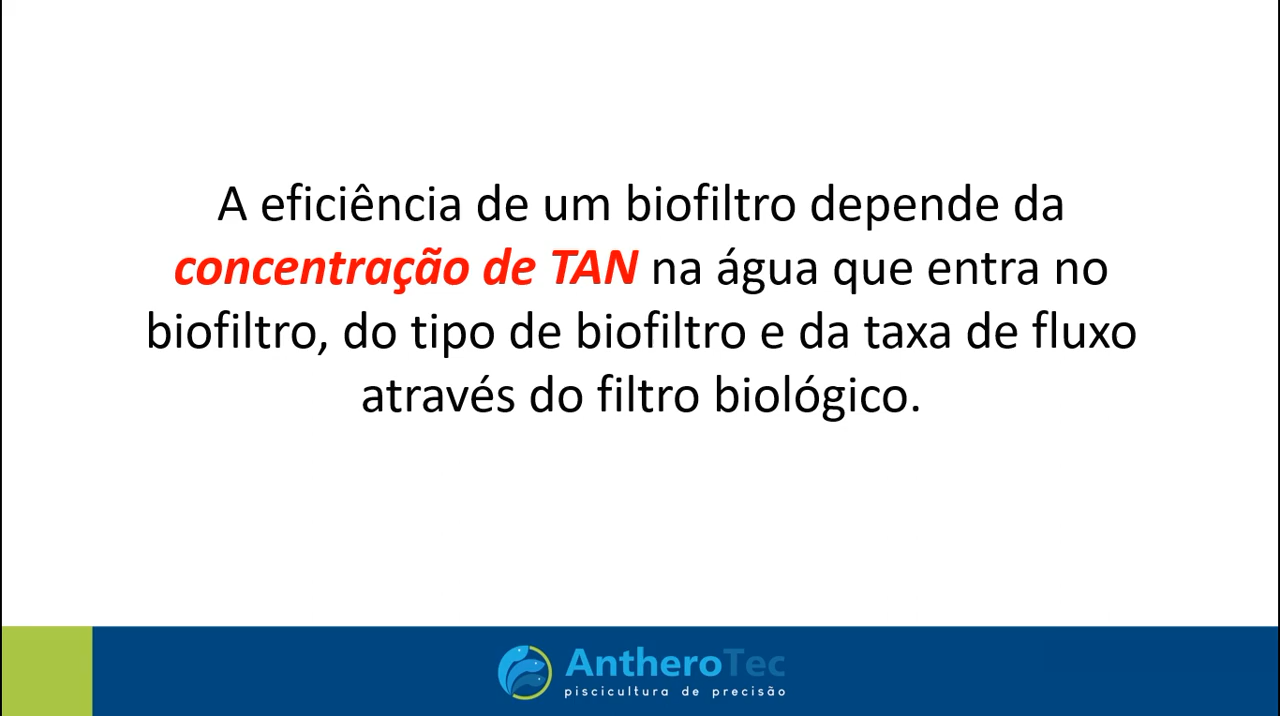 A eficiência de um biofiltro depende da
concentração de TAN na água que entra no
biofiltro, do tipo de biofiltro e da taxa de fluxo
através do filtro biológico.
AntheroTec
piscicultura de precisão